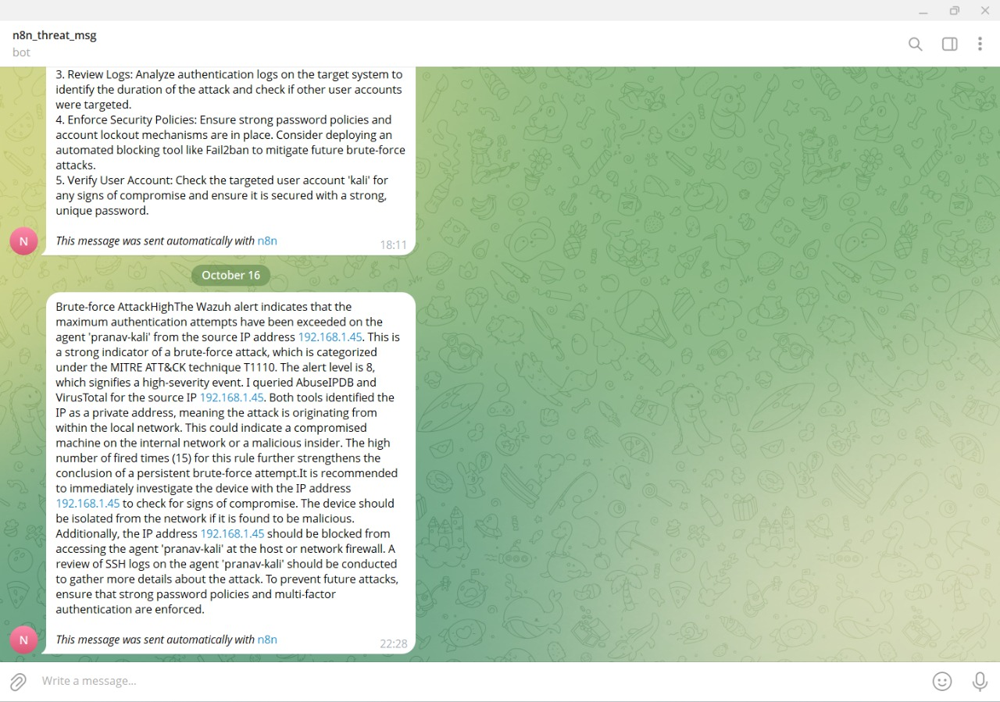 n8n_threat_msg
bot
3. Review Logs: Analyze authentication logs on the target system to
identify the duration of the attack and check if other user accounts
were targeted.
4. Enforce Security Policies: Ensure strong password policies and
account lockout mechanisms are in place. Consider deploying an
automated blocking tool like Fail2ban to mitigate future brute-force
attacks.
5. Verify User Account: Check the targeted user account 'kali' for
any signs of compromise and ensure it is secured with a strong,
unique password.
N
This message was sent automatically with n8n
18:11
October 16
Brute-force AttackHighThe Wazuh alert indicates that the
maximum authentication attempts have been exceeded on the
agent 'pranav-kali' from the source IP address 192.168.1.45. This is
a strong indicator of a brute-force attack, which is categorized
under the MITRE ATT&CK technique T1110. The alert level is 8,
which signifies a high-severity event. I queried AbuseIPDB and
VirusTotal for the source IP 192.168.1.45. Both tools identified the
IP as a private address, meaning the attack is originating from
within the local network. This could indicate a compromised
machine on the internal network or a malicious insider. The high
number of fired times (15) for this rule further strengthens the
conclusion of a persistent brute-force attempt.It is recommended
to immediately investigate the device with the IP address
192.168.1.45 to check for signs of compromise. The device should
be isolated from the network if it is found to be malicious.
Additionally, the IP address 192.168.1.45 should be blocked from
accessing the agent 'pranav-kali' at the host or network firewall. A
review of SSH logs on the agent 'pranav-kali' should be conducted
to gather more details about the attack. To prevent future attacks,
ensure that strong password policies and multi-factor
authentication are enforced.
N
This message was sent automatically with n8n
22:28
Write a message...